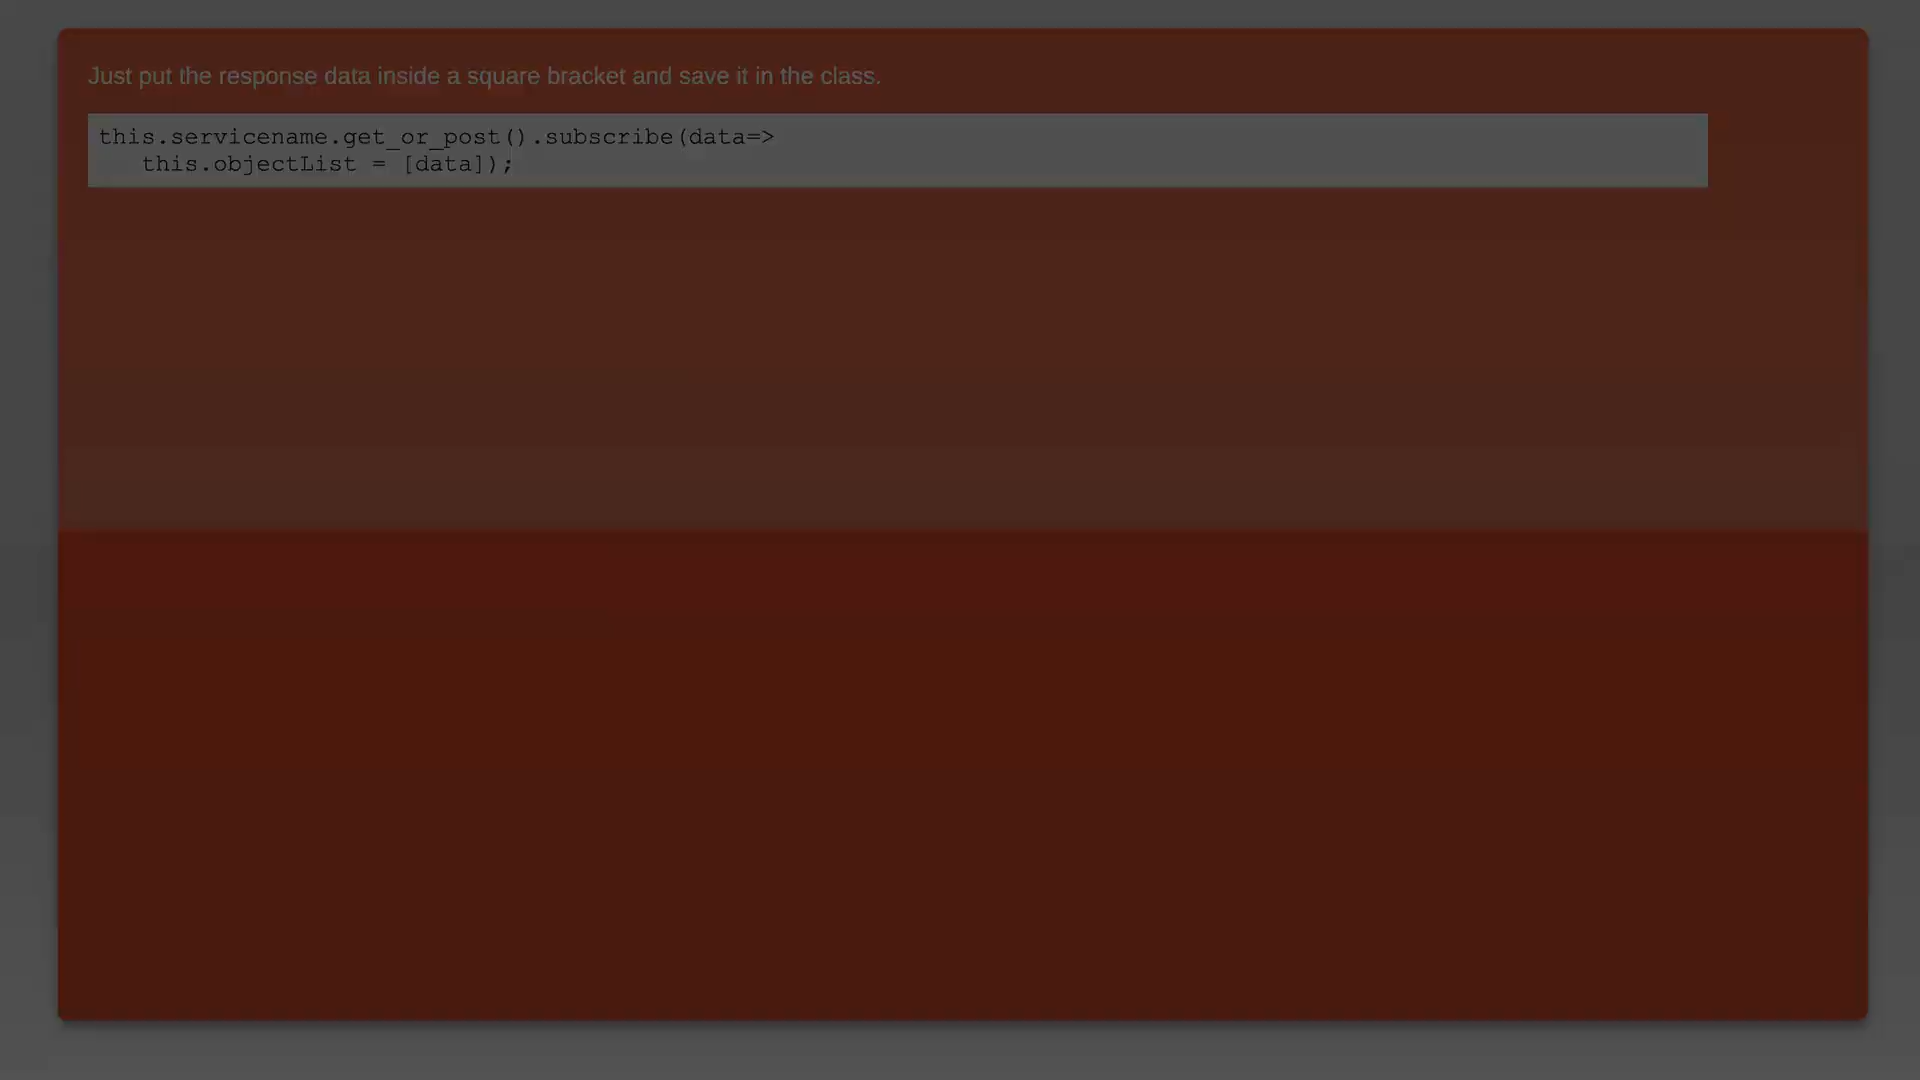 Just put the response data inside a square bracket and save it in the class.
this.servicename.get_or_post().subscribe(data=>
   this.objectList = [data]);